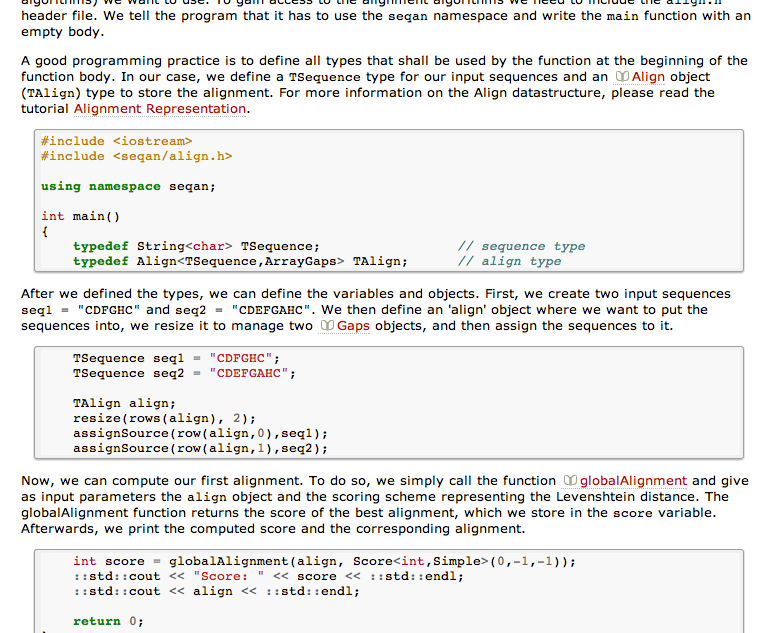 header file. We tell the program that it has to use the seqan namespace and write the main function with an
empty body.
A good programming practice is to define all types that shall be used by the function at the beginning of the
function body. In our case, we define a TSequence type for our input sequences and an Align object
(TAlign) type to store the alignment. For more information on the Align datastructure, please read the
tutorial Alignment Representation.
#include <iostream>
#include <seqan/align.h>
using namespace seqan;
int main()
{
typedef String<char> TSequence; // sequence type
typedef Align<TSequence,ArrayGaps> TAlign; // align type
After we defined the types, we can define the variables and objects. First, we create two input sequences
seq1 = "CDFGHC" and seq2 = "CDEFGAHC". We then define an 'align' object where we want to put the
sequences into, we resize it to manage two Gaps objects, and then assign the sequences to it.
TSequence seq1 = "CDFGHC";
TSequence seq2 = "CDEFGAHC";
TAlign align;
resize(rows(align), 2);
assignSource(row(align,0),seq1);
assignSource(row(align,1),seq2);
Now, we can compute our first alignment. To do so, we simply call the function globalAlignment and give
as input parameters the align object and the scoring scheme representing the Levenshtein distance. The
globalAlignment function returns the score of the best alignment, which we store in the score variable.
Afterwards, we print the computed score and the corresponding alignment.
int score = globalAlignment(align, Score<int,Simple>(0,-1,-1));
::std::cout << "Score: " << score << ::std::endl;
::std::cout << align << ::std::endl;
return 0;